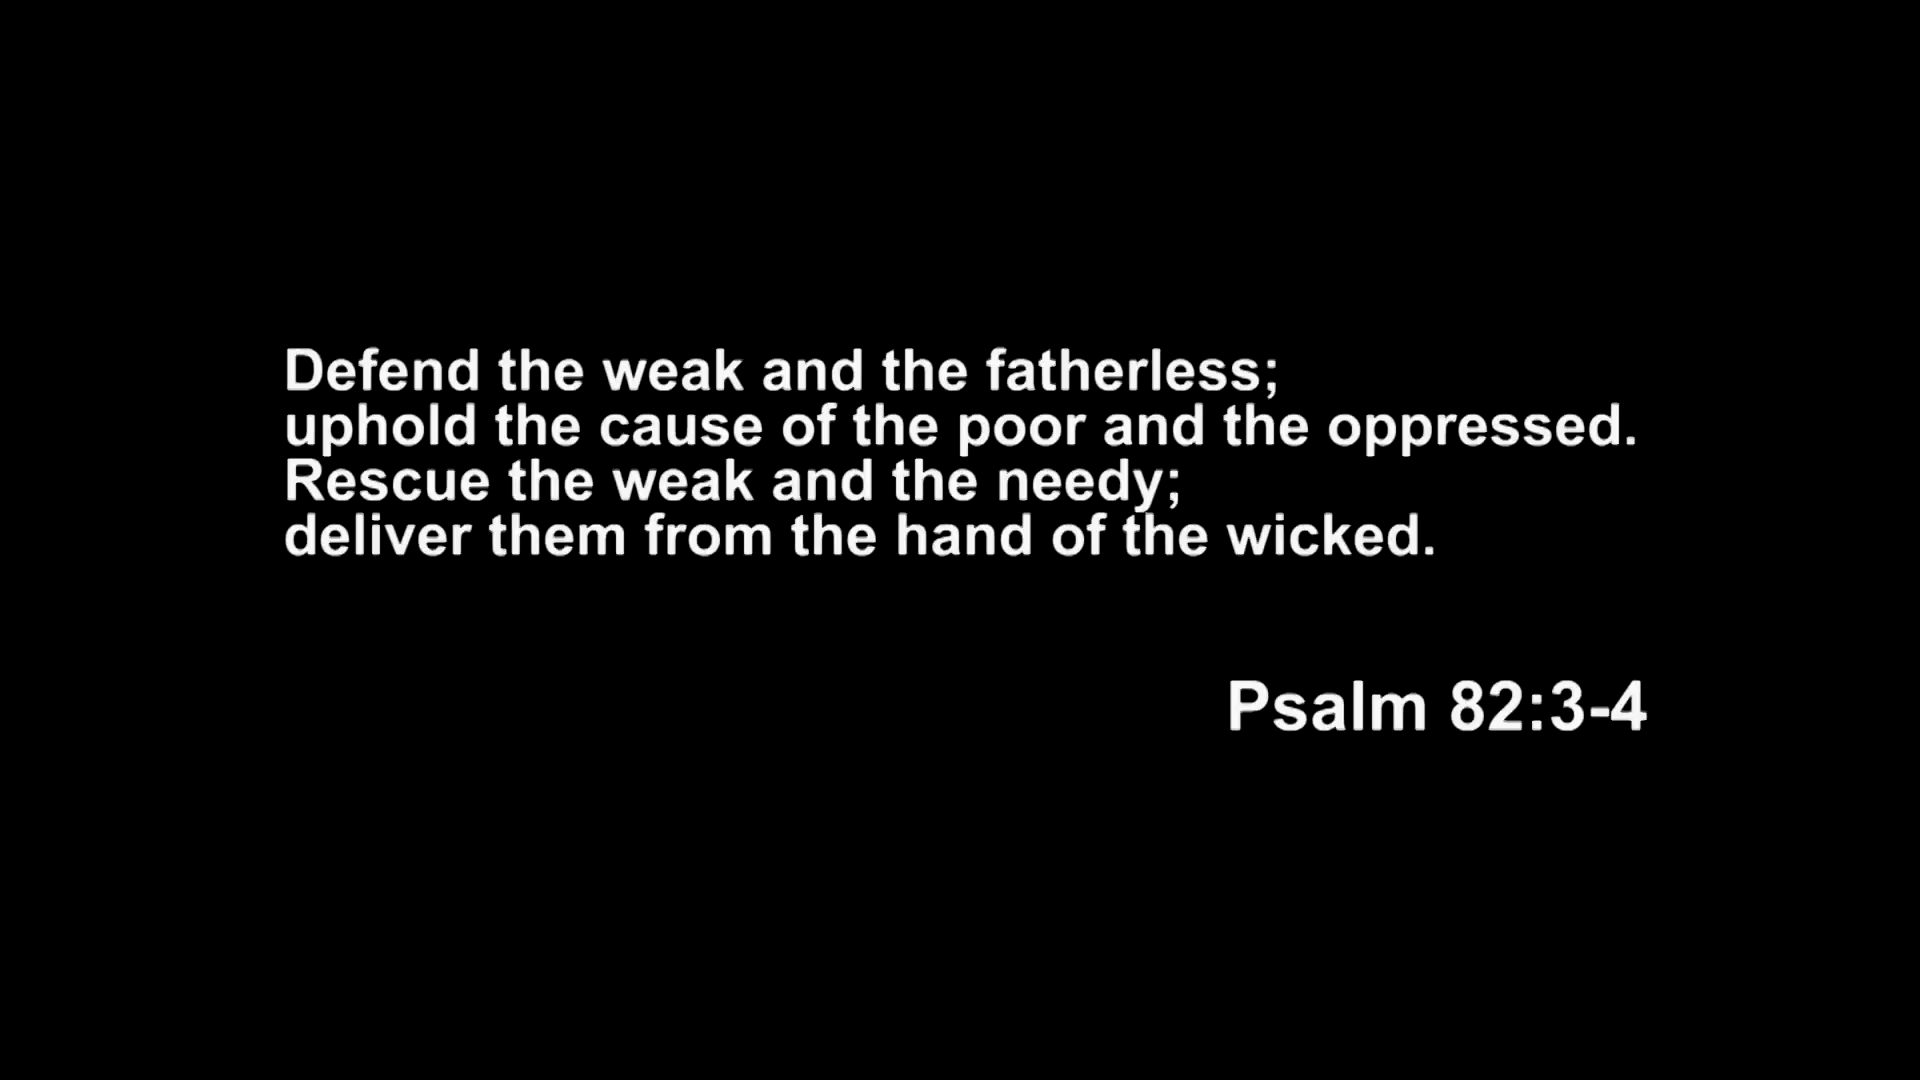 Defend the weak and the fatherless;
uphold the cause of the poor and the oppressed.
Rescue the weak and the needy;
deliver them from the hand of the wicked.
Psalm 82:3-4